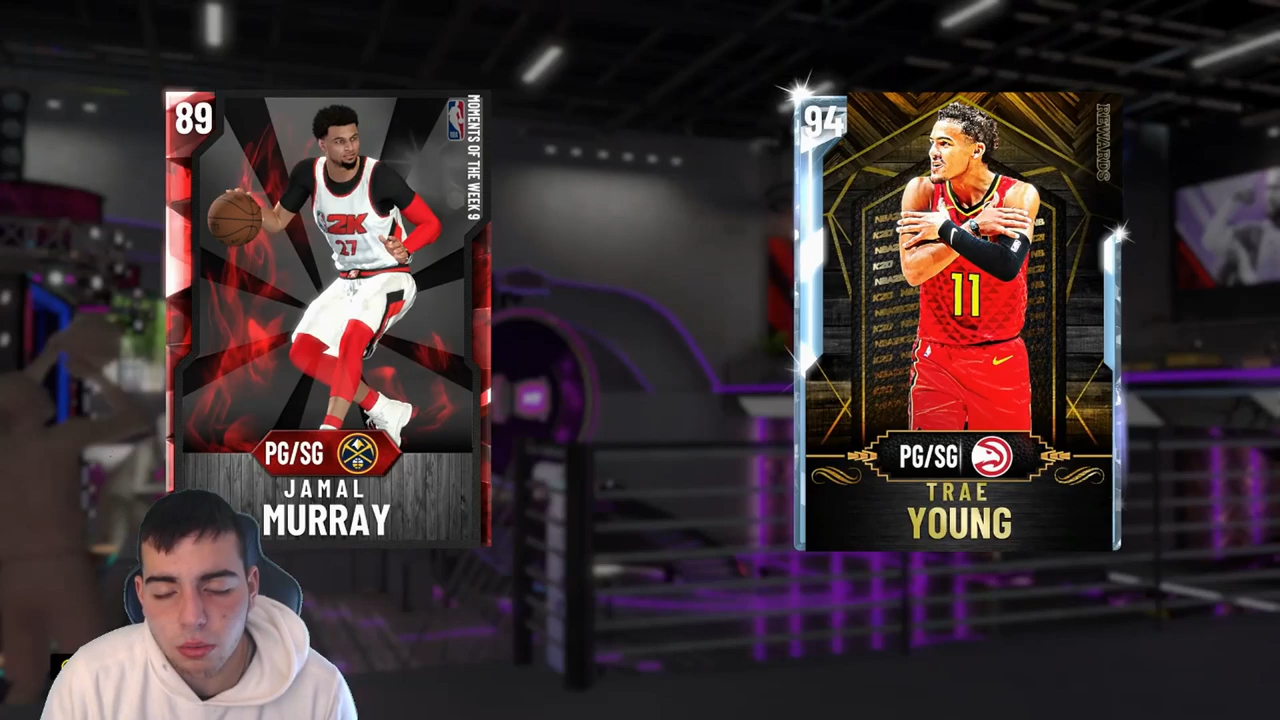 89
MOMENTS OF THE WEEK 9
2K
27
PG/SG
JAMAL
MURRAY
94
REWARDS
11
PG/SG
TRAE
YOUNG